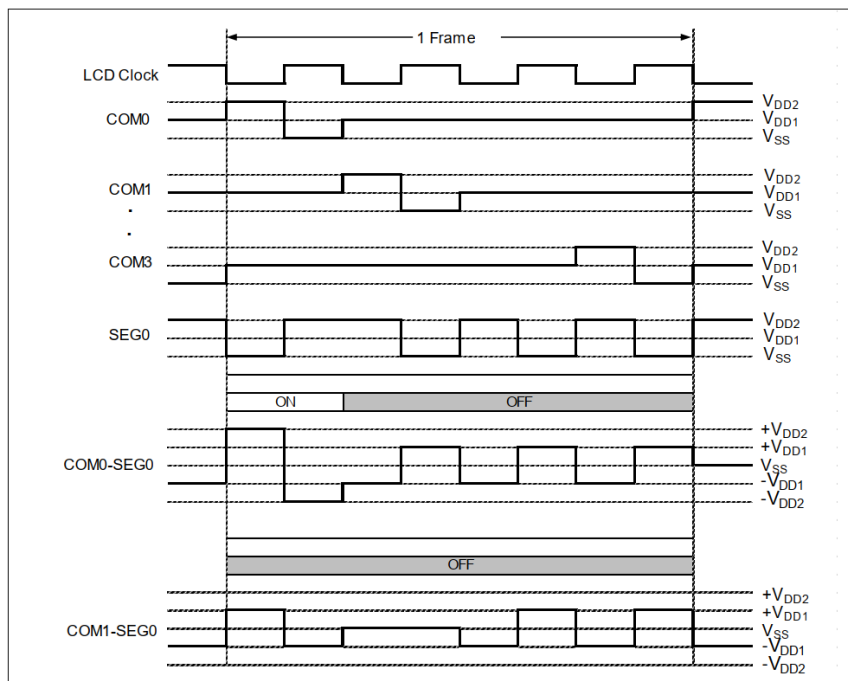 1 Frame
LCD Clock
COM0
VDD2
VDD1
VSS
COM1
.
.
VDD2
VDD1
VSS
COM3
VDD2
VDD1
VSS
SEG0
VDD2
VDD1
VSS
ON OFF
COM0-SEG0
+VDD2
+VDD1
VSS
-VDD1
-VDD2
OFF
COM1-SEG0
+VDD2
+VDD1
VSS
-VDD1
-VDD2